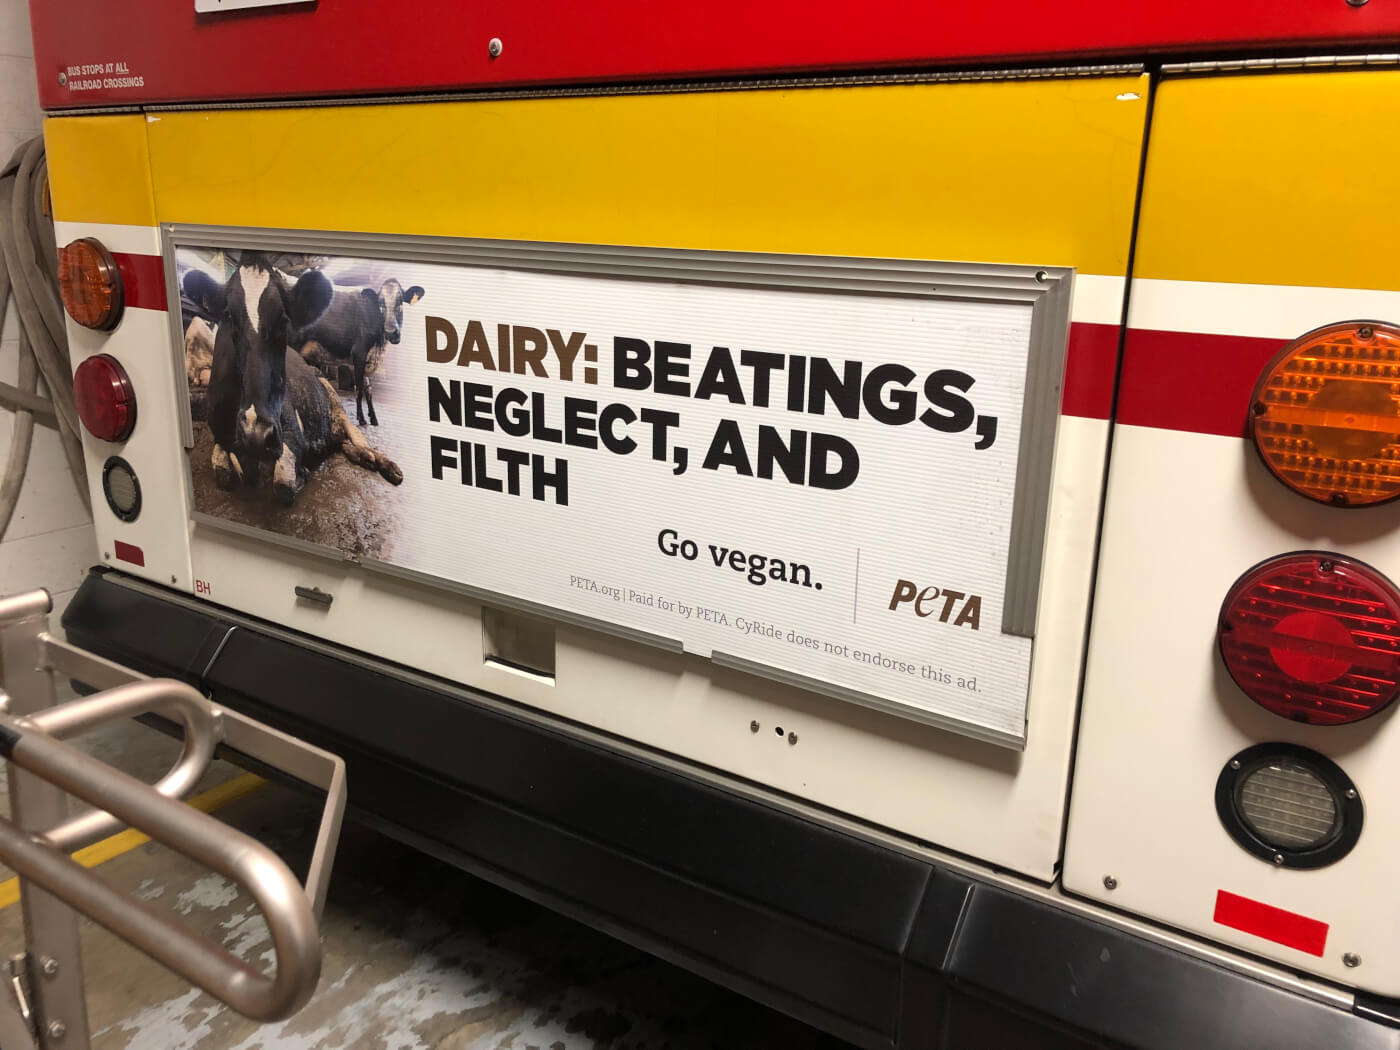 BUS STOPS AT ALL
RAILROAD CROSSINGS
DAIRY: BEATINGS,
NEGLECT, AND
FILTH
Go vegan.
PETA
PETA.org | Paid for by PETA. CyRide does not endorse this ad.
BH